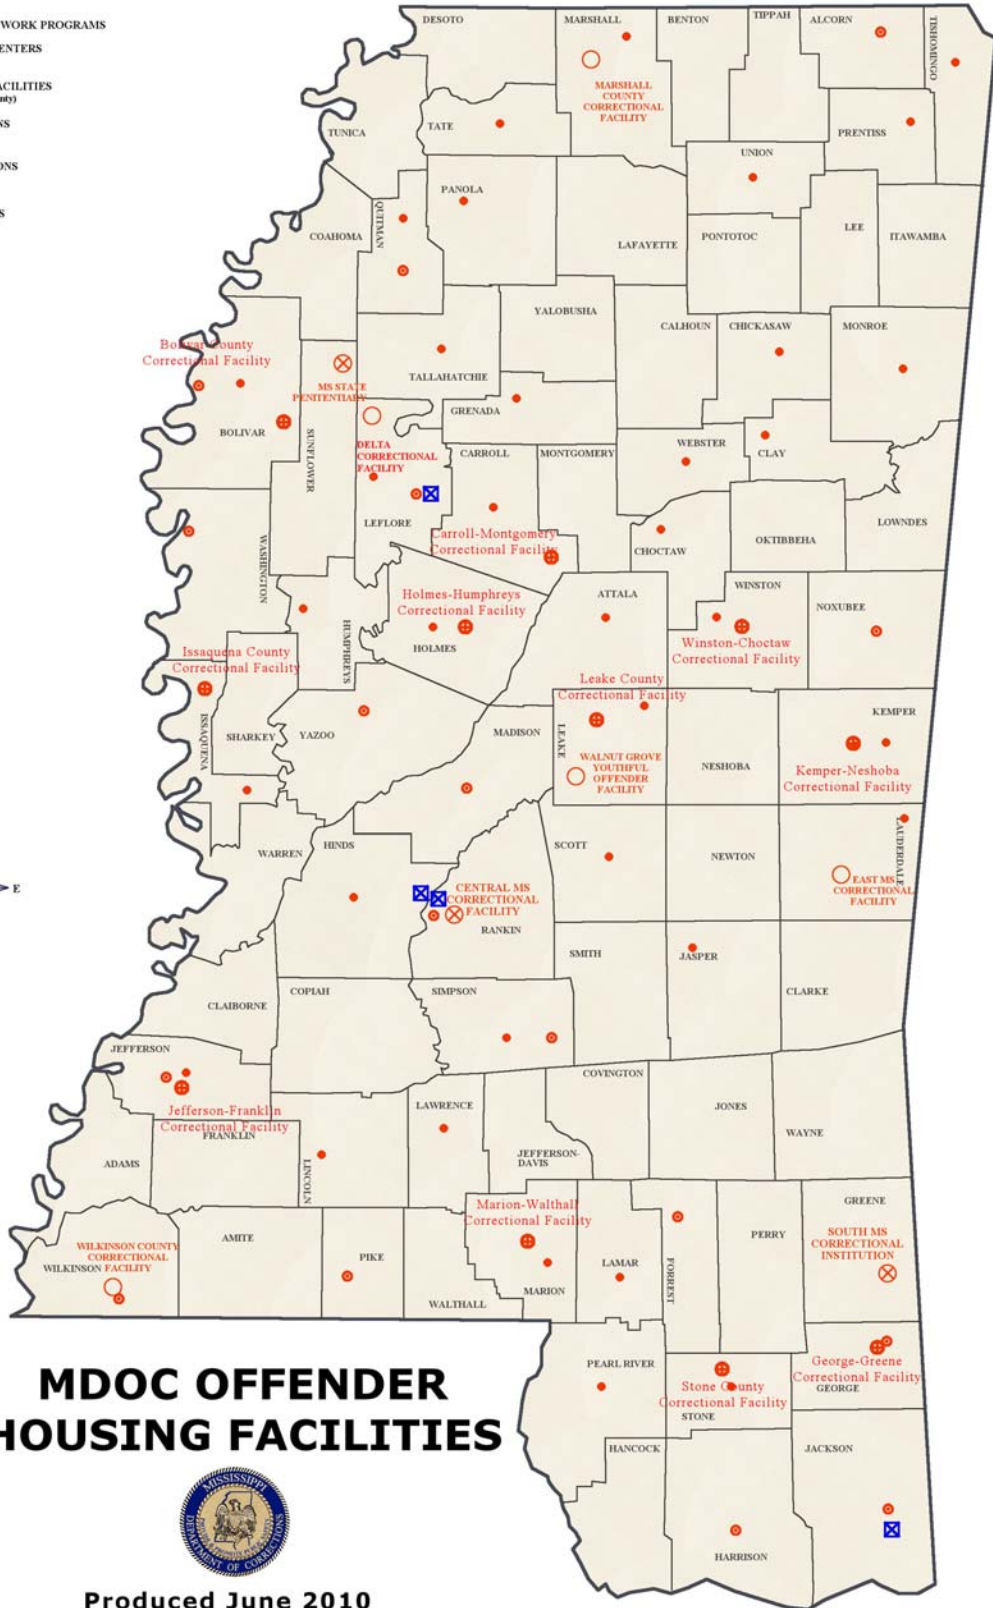 WORK PROGRAMS
ENTERS
ACILITIES
nty)
NS
ONS
S
DESOTO
MARSHALL
BENTON
TIPPAH
ALCORN
TISHOMINGO
MARSHALL
COUNTY
CORRECTIONAL
FACILITY
TUNICA
TATE
PRENTISS
UNION
PANOLA
QUITMAN
COAHOMA
LAFAYETTE
PONTOTOC
LEE
ITAWAMBA
YALOBUSHA
CALHOUN
CHICKASAW
MONROE
Bolivar County
Correctional Facility
TALLAHATCHIE
MS STATE
PENITENTIARY
GRENADA
BOLIVAR
SUNFLOWER
DELTA
CORRECTIONAL
FACILITY
CARROLL
MONTGOMERY
WEBSTER
CLAY
LEFLORE
LOWNDES
OKTIBBEHA
CHOCTAW
Carroll-Montgomery
Correctional Facility
WASHINGTON
Holmes-Humphreys
Correctional Facility
ATTALA
WINSTON
NOXUBEE
HUMPHREYS
HOLMES
Winston-Choctaw
Correctional Facility
Issaquena County
Correctional Facility
Leake County
Correctional Facility
KEMPER
ISSAQUENA
SHARKEY
YAZOO
MADISON
LEAKE
WALNUT GROVE
YOUTHFUL
OFFENDER
FACILITY
NESHOBA
Kemper-Neshoba
Correctional Facility
WARREN
HINDS
SCOTT
NEWTON
LAUDERDALE
E
CENTRAL MS
CORRECTIONAL
FACILITY
EAST MS
CORRECTIONAL
FACILITY
RANKIN
SMITH
JASPER
CLAIBORNE
COPIAH
SIMPSON
CLARKE
JEFFERSON
COVINGTON
Jefferson-Franklin
Correctional Facility
FRANKLIN
LAWRENCE
JONES
WAYNE
ADAMS
LINCOLN
JEFFERSON-
DAVIS
Marion-Walthall
Correctional Facility
GREENE
WILKINSON COUNTY
CORRECTIONAL
FACILITY
WILKINSON
AMITE
PIKE
LAMAR
FORREST
PERRY
SOUTH MS
CORRECTIONAL
INSTITUTION
MARION
WALTHALL
PEARL RIVER
Stone County
Correctional Facility
STONE
George-Greene
Correctional Facility
GEORGE
HANCOCK
JACKSON
HARRISON
MDOC OFFENDER
HOUSING FACILITIES
MISSISSIPPI
DEPARTMENT OF CORRECTIONS
Produced June 2010